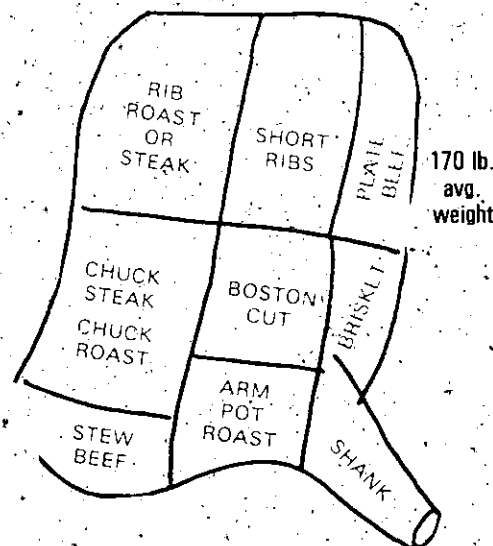 RIB
ROAST
OR
STEAK
SHORT
RIBS
PLATE
BEEF
170 lb.
avg.
weight
CHUCK
STEAK
CHUCK
ROAST
BOSTON
CUT
BRISKET
STEW
BEEF
ARM
POT
ROAST
SHANK